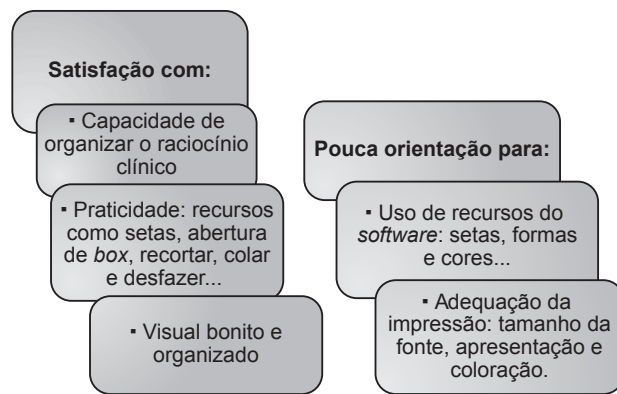 Satisfação com:
▪ Capacidade de
organizar o raciocínio
clínico
▪ Praticidade: recursos
como setas, abertura
de box, recortar, colar
e desfazer...
▪ Visual bonito e
organizado
Pouca orientação para:
▪ Uso de recursos do
software: setas, formas
e cores...
▪ Adequação da
impressão: tamanho da
fonte, apresentação e
coloração.